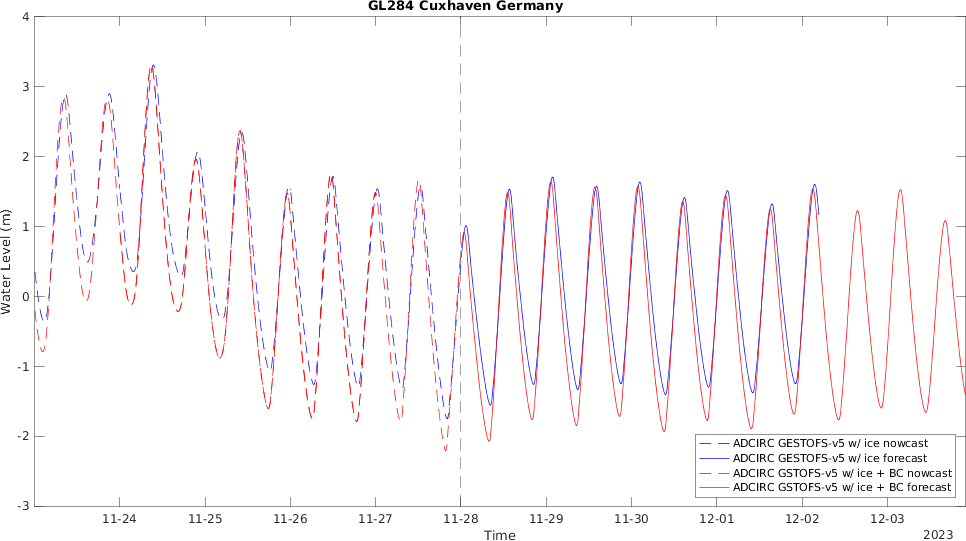 GL284 Cuxhaven Germany
4
3
2
1
0
-1
-2
-3
Water Level (m)
11-24
11-25
11-26
11-27
11-28
11-29
11-30
12-01
12-02
12-03
Time
2023
ADCIRC GESTOFS-v5 w/ ice nowcast
ADCIRC GESTOFS-v5 w/ ice forecast
ADCIRC GSTOFS-v5 w/ ice + BC nowcast
ADCIRC GSTOFS-v5 w/ ice + BC forecast